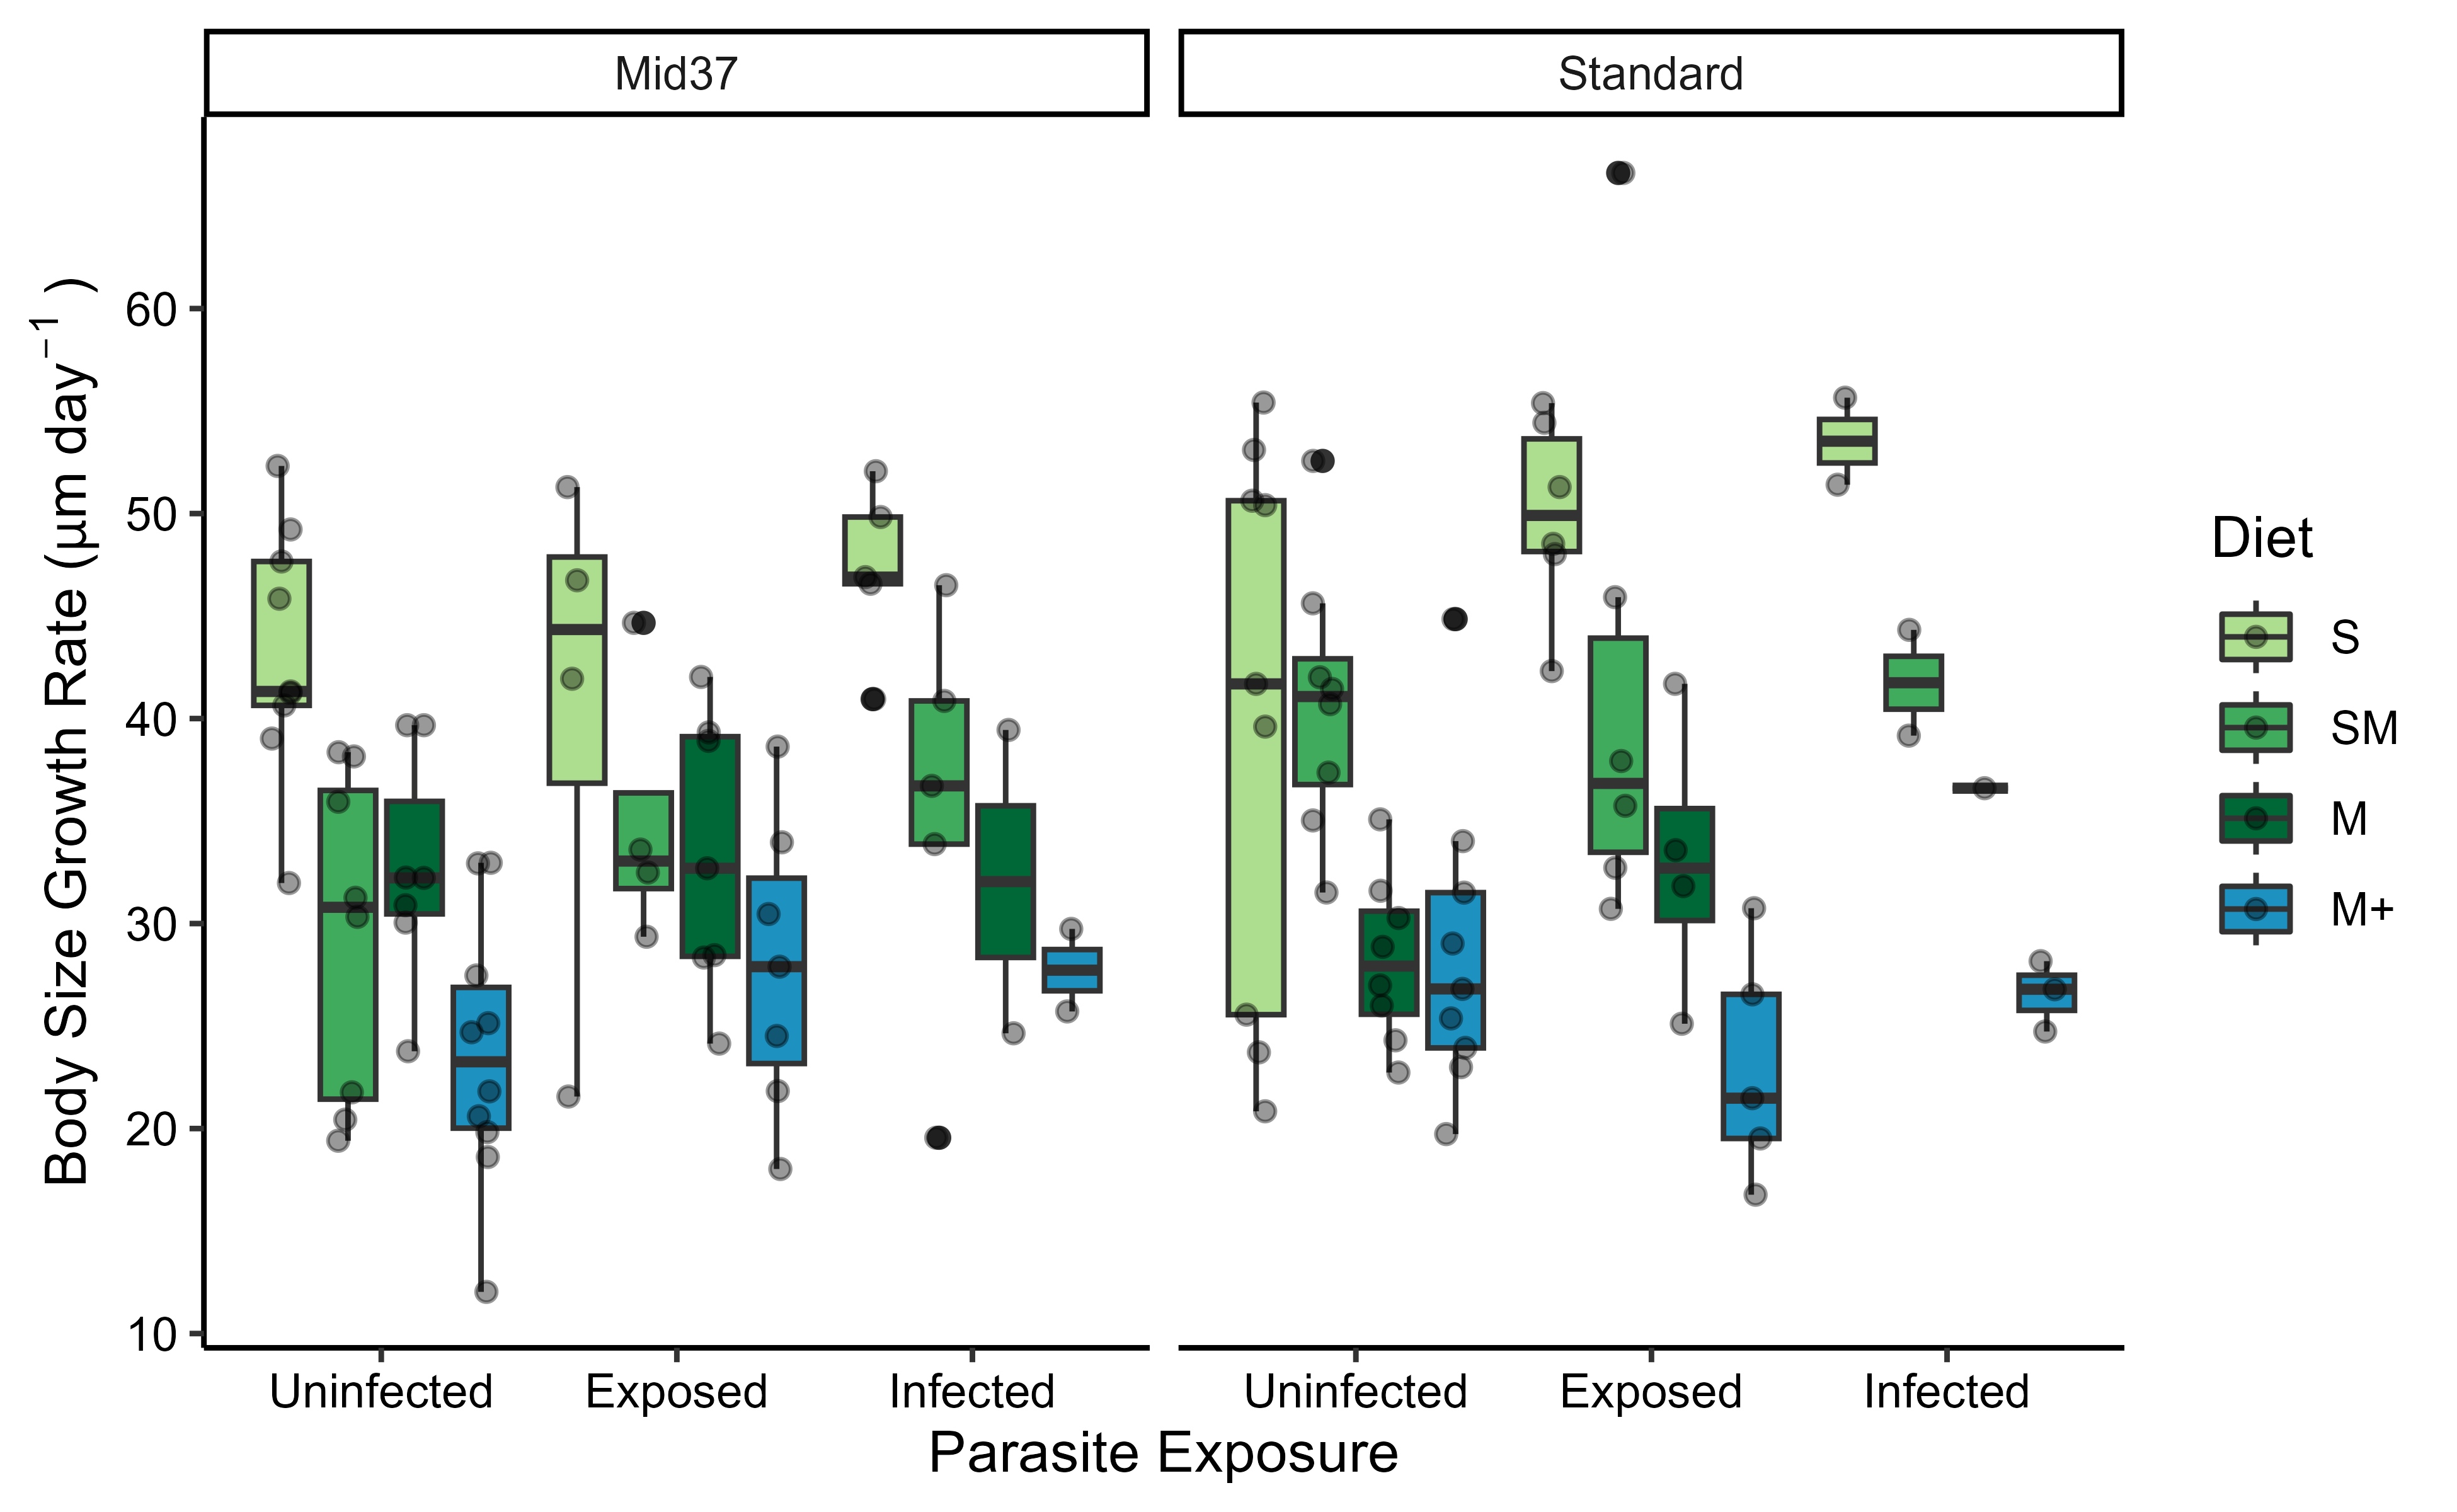 Mid37
Standard
Body Size Growth Rate (µm day⁻¹ )
60
50
40
30
20
10
Uninfected
Exposed
Infected
Uninfected
Exposed
Infected
Parasite Exposure
Diet
S
SM
M
M+